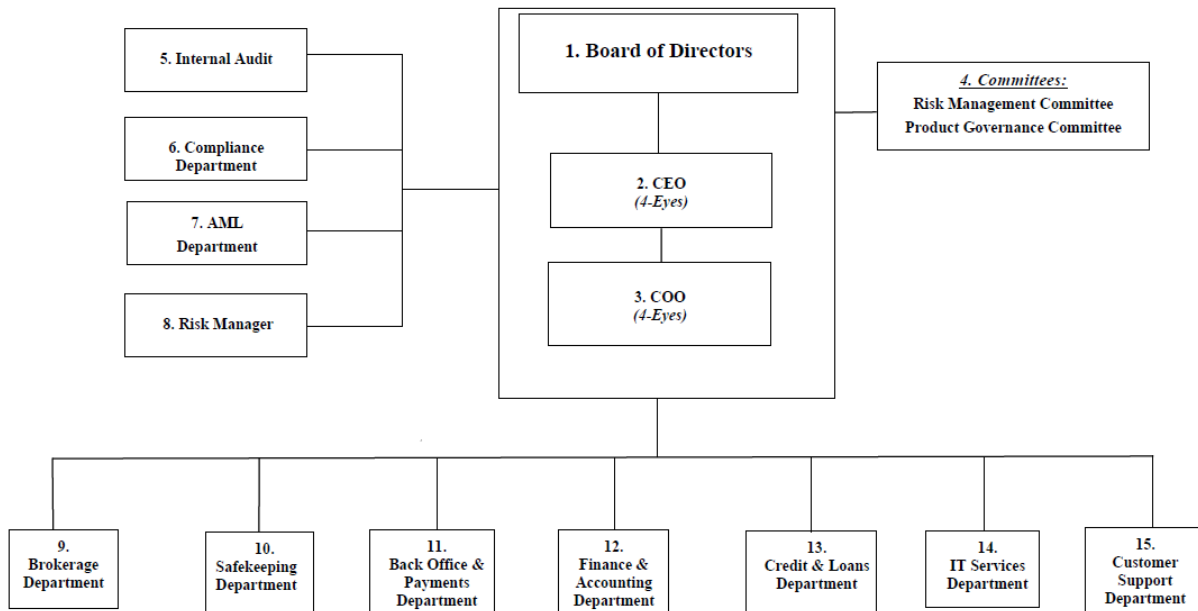 1. Board of Directors
2. CEO
(4-Eyes)
3. COO
(4-Eyes)
4. Committees:
Risk Management Committee
Product Governance Committee
5. Internal Audit
6. Compliance
Department
7. AML
Department
8. Risk Manager
9.
Brokerage
Department
10.
Safekeeping
Department
11.
Back Office &
Payments
Department
12.
Finance &
Accounting
Department
13.
Credit & Loans
Department
14.
IT Services
Department
15.
Customer
Support
Department